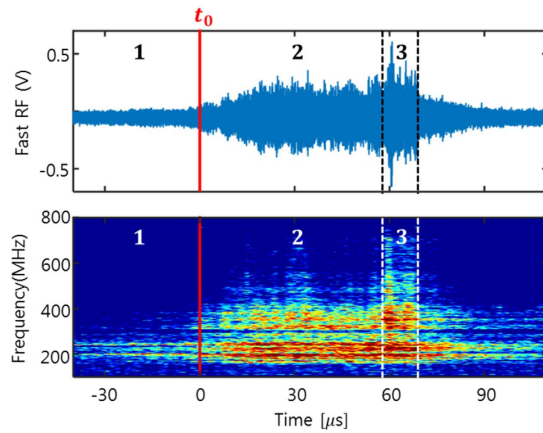 t₀
1 2 3
0.5
-0.5
Fast RF (V)
1 2 3
800
600
400
200
Frequency(MHz)
-30 0 30 60 90
Time [μs]